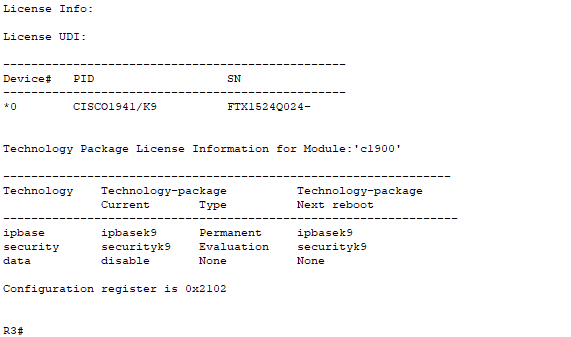 License Info:
License UDI:
-------------------------------------------------
Device#   PID                   SN
-------------------------------------------------
*0        CISCO1941/K9          FTX1524Q024-
Technology Package License Information for Module:'c1900'
----------------------------------------------------------------
Technology    Technology-package          Technology-package
              Current       Type          Next reboot
-----------------------------------------------------------------
ipbase        ipbasek9      Permanent     ipbasek9
security      securityk9    Evaluation    securityk9
data          disable       None          None
Configuration register is 0x2102
R3#